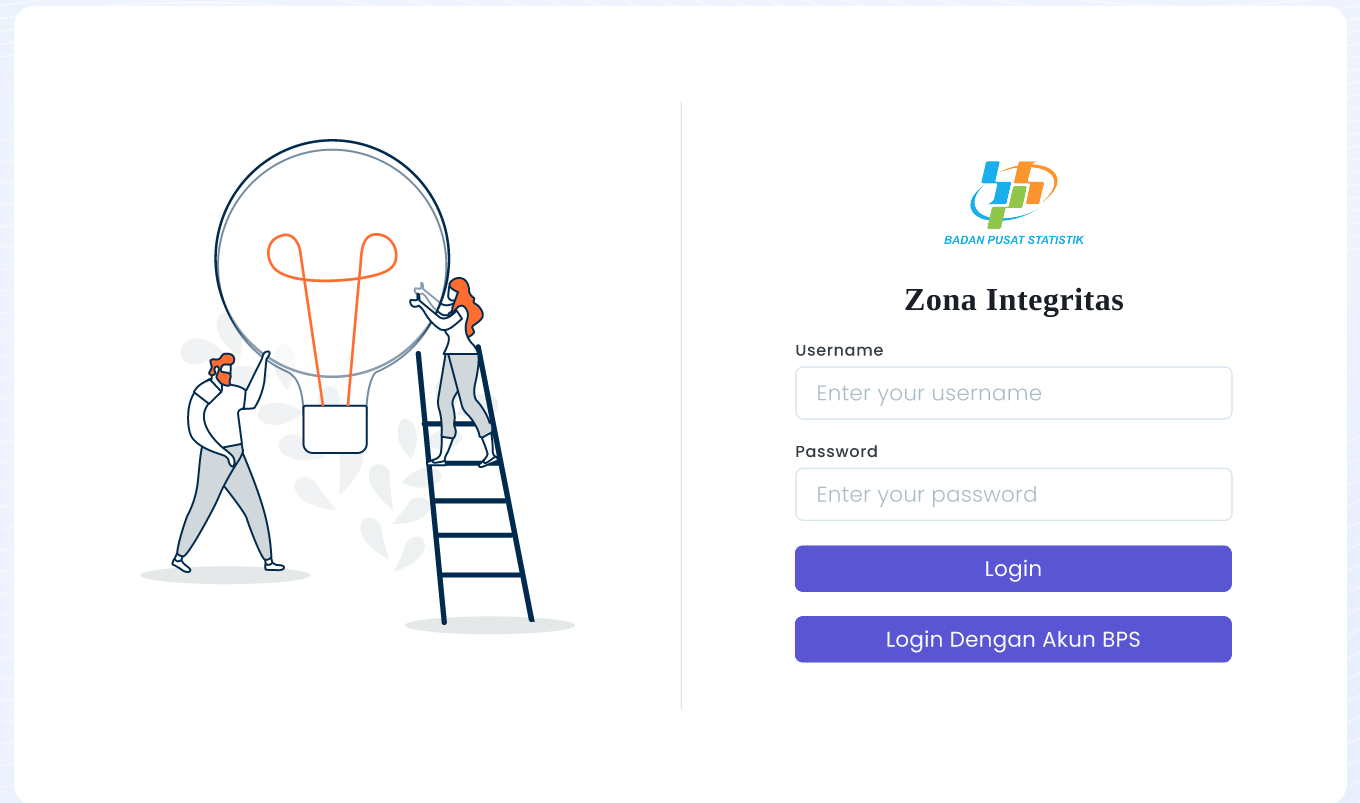 BADAN PUSAT STATISTIK
Zona Integritas
Username
Enter your username
Password
Enter your password
Login
Login Dengan Akun BPS